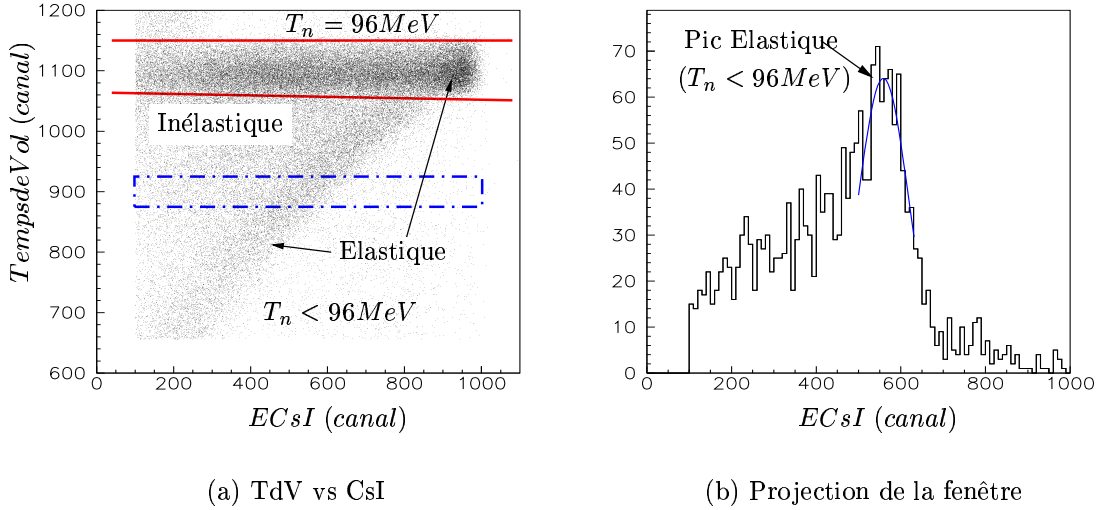 1200
1100
1000
900
800
700
600
0
200
400
600
800
1000
TempsdeVol (canal)
ECsI (canal)
T_n = 96MeV
Inélastique
Elastique
T_n < 96MeV
(a) TdV vs CsI
70
60
50
40
30
20
10
0
0
200
400
600
800
1000
Pic Elastique
(T_n < 96MeV)
ECsI (canal)
(b) Projection de la fenêtre